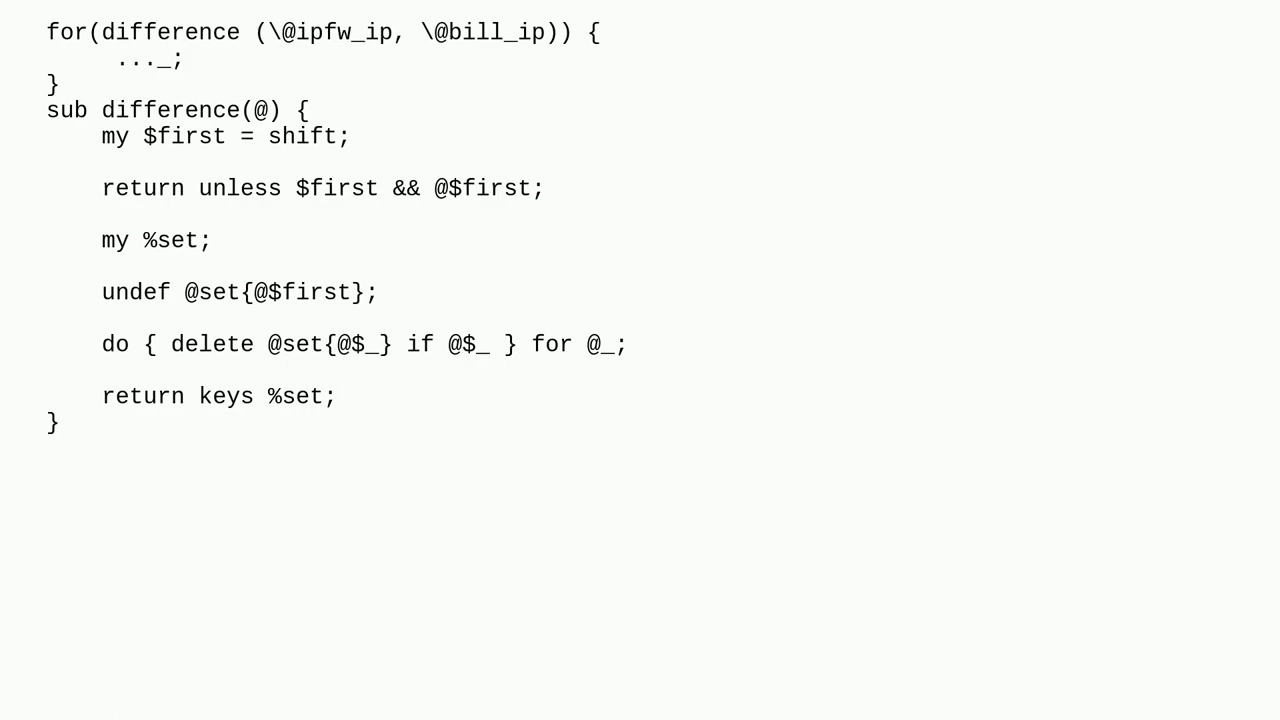 for(difference (\@ipfw_ip, \@bill_ip)) {
     ..._;
}
sub difference(@) {
    my $first = shift;
    return unless $first && @$first;
    my %set;
    undef @set{@$first};
    do { delete @set{@$_} if @$_ } for @_;
    return keys %set;
}